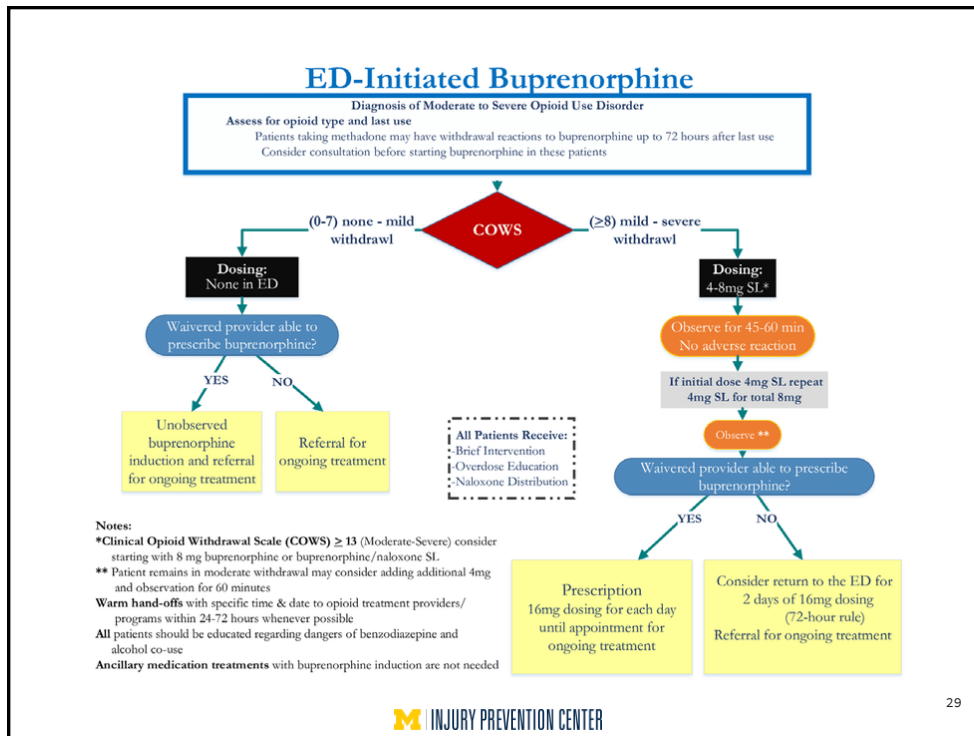 ED-Initiated Buprenorphine
Diagnosis of Moderate to Severe Opioid Use Disorder
Assess for opioid type and last use
Patients taking methadone may have withdrawal reactions to buprenorphine up to 72 hours after last use
Consider consultation before starting buprenorphine in these patients
(0-7) none - mild
withdrawl
COWS
(≥8) mild - severe
withdrawl
Dosing:
None in ED
Waivered provider able to
prescribe buprenorphine?
YES
NO
Unobserved
buprenorphine
induction and referral
for ongoing treatment
Referral for
ongoing treatment
Dosing:
4-8mg SL*
Observe for 45-60 min
No adverse reaction
If initial dose 4mg SL repeat
4mg SL for total 8mg
Observe **
Waivered provider able to prescribe
buprenorphine?
YES
NO
Prescription
16mg dosing for each day
until appointment for
ongoing treatment
Consider return to the ED for
2 days of 16mg dosing
(72-hour rule)
Referral for ongoing treatment
All Patients Receive:
-Brief Intervention
-Overdose Education
-Naloxone Distribution
Notes:
*Clinical Opioid Withdrawal Scale (COWS) ≥ 13 (Moderate-Severe) consider
starting with 8 mg buprenorphine or buprenorphine/naloxone SL
** Patient remains in moderate withdrawal may consider adding additional 4mg
and observation for 60 minutes
Warm hand-offs with specific time & date to opioid treatment providers/
programs within 24-72 hours whenever possible
All patients should be educated regarding dangers of benzodiazepine and
alcohol co-use
Ancillary medication treatments with buprenorphine induction are not needed
M INJURY PREVENTION CENTER
29